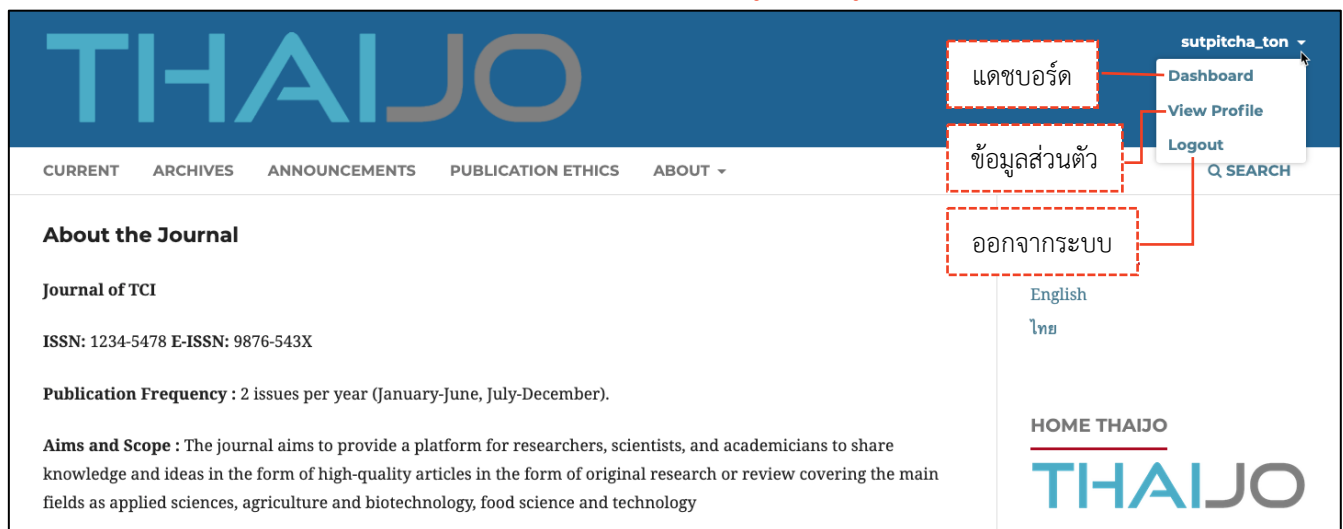 THAIJO
sutpitcha_ton
แดชบอร์ด
Dashboard
View Profile
Logout
ข้อมูลส่วนตัว
ออกจากระบบ
CURRENT ARCHIVES ANNOUNCEMENTS PUBLICATION ETHICS ABOUT
SEARCH
About the Journal
Journal of TCI
ISSN: 1234-5478 E-ISSN: 9876-543X
Publication Frequency : 2 issues per year (January-June, July-December).
Aims and Scope : The journal aims to provide a platform for researchers, scientists, and academicians to share
knowledge and ideas in the form of high-quality articles in the form of original research or review covering the main
fields as applied sciences, agriculture and biotechnology, food science and technology
English
ไทย
HOME THAIJO
THAIJO